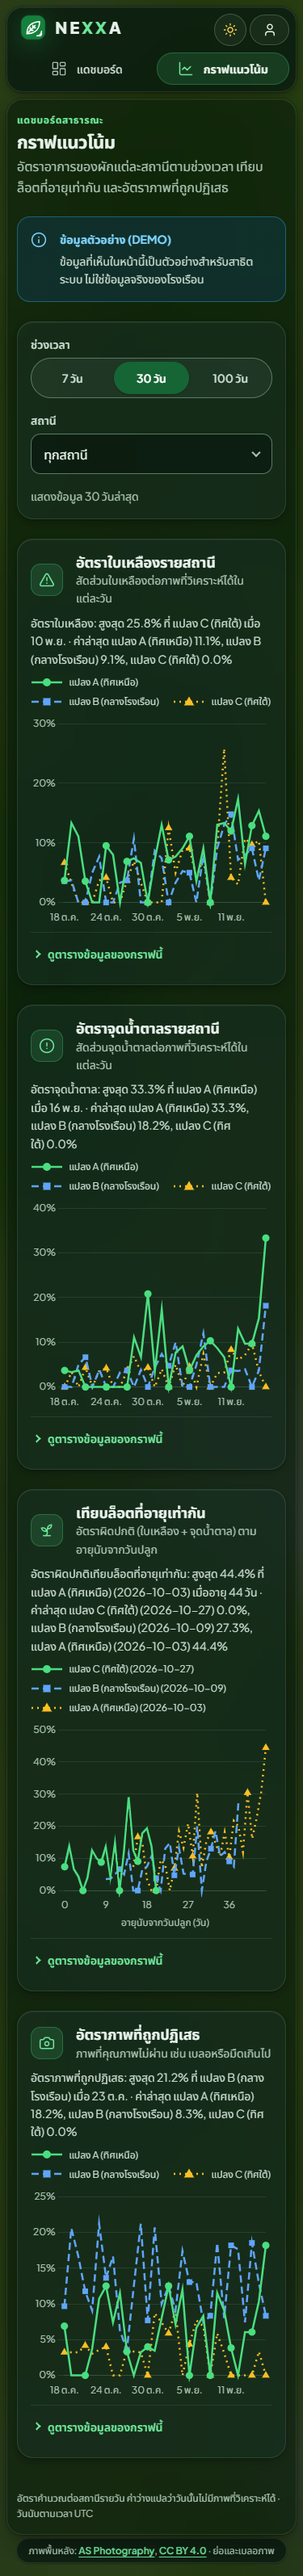 NEXXA
แดชบอร์ด
กราฟแนวโน้ม
แดชบอร์ดสาธารณะ
กราฟแนวโน้ม
อัตราอาการของผักแต่ละสถานีตามช่วงเวลา เทียบ
ล็อตที่อายุเท่ากัน และอัตราภาพที่ถูกปฏิเสธ
ข้อมูลตัวอย่าง (DEMO)
ข้อมูลที่เห็นในหน้านี้เป็นตัวอย่างสำหรับสาธิต
ระบบ ไม่ใช่ข้อมูลจริงของโรงเรือน
ช่วงเวลา
7 วัน
30 วัน
100 วัน
สถานี
ทุกสถานี
แสดงข้อมูล 30 วันล่าสุด
อัตราใบเหลืองรายสถานี
สัดส่วนใบเหลืองต่อภาพที่วิเคราะห์ได้ใน
แต่ละวัน
อัตราใบเหลือง: สูงสุด 25.8% ที่ แปลง C (ทิศใต้) เมื่อ
10 พ.ย. · ค่าล่าสุด แปลง A (ทิศเหนือ) 11.1%, แปลง B
(กลางโรงเรือน) 9.1%, แปลง C (ทิศใต้) 0.0%
แปลง A (ทิศเหนือ)
แปลง B (กลางโรงเรือน) แปลง C (ทิศใต้)
30%
20%
10%
0%
18 ต.ค. 24 ต.ค. 30 ต.ค. 5 พ.ย. 11 พ.ย.
ดูตารางข้อมูลของกราฟนี้
อัตราจุดน้ำตาลรายสถานี
สัดส่วนจุดน้ำตาลต่อภาพที่วิเคราะห์ได้ใน
แต่ละวัน
อัตราจุดน้ำตาล: สูงสุด 33.3% ที่ แปลง A (ทิศเหนือ)
เมื่อ 16 พ.ย. · ค่าล่าสุด แปลง A (ทิศเหนือ) 33.3%,
แปลง B (กลางโรงเรือน) 18.2%, แปลง C (ทิศ
ใต้) 0.0%
แปลง A (ทิศเหนือ)
แปลง B (กลางโรงเรือน) แปลง C (ทิศใต้)
40%
30%
20%
10%
0%
18 ต.ค. 24 ต.ค. 30 ต.ค. 5 พ.ย. 11 พ.ย.
ดูตารางข้อมูลของกราฟนี้
เทียบล็อตที่อายุเท่ากัน
อัตราผิดปกติ (ใบเหลือง + จุดน้ำตาล) ตาม
อายุนับจากวันปลูก
อัตราผิดปกติเทียบล็อตที่อายุเท่ากัน: สูงสุด 44.4% ที่
แปลง A (ทิศเหนือ) (2026-10-03) เมื่ออายุ 44 วัน ·
ค่าล่าสุด แปลง C (ทิศใต้) (2026-10-27) 0.0%,
แปลง B (กลางโรงเรือน) (2026-10-09) 27.3%,
แปลง A (ทิศเหนือ) (2026-10-03) 44.4%
แปลง C (ทิศใต้) (2026-10-27)
แปลง B (กลางโรงเรือน) (2026-10-09)
แปลง A (ทิศเหนือ) (2026-10-03)
50%
40%
30%
20%
10%
0%
0 9 18 27 36
อายุนับจากวันปลูก (วัน)
ดูตารางข้อมูลของกราฟนี้
อัตราภาพที่ถูกปฏิเสธ
ภาพที่คุณภาพไม่ผ่าน เช่น เบลอหรือมืดเกินไป
อัตราภาพที่ถูกปฏิเสธ: สูงสุด 21.2% ที่ แปลง B (กลาง
โรงเรือน) เมื่อ 23 ต.ค. · ค่าล่าสุด แปลง A (ทิศเหนือ)
18.2%, แปลง B (กลางโรงเรือน) 8.3%, แปลง C (ทิศ
ใต้) 0.0%
แปลง A (ทิศเหนือ)
แปลง B (กลางโรงเรือน) แปลง C (ทิศใต้)
25%
20%
15%
10%
5%
0%
18 ต.ค. 24 ต.ค. 30 ต.ค. 5 พ.ย. 11 พ.ย.
ดูตารางข้อมูลของกราฟนี้
อัตราคำนวณต่อสถานีรายวัน ค่าว่างแปลว่าวันนั้นไม่มีภาพที่วิเคราะห์ได้ ·
วันนับตามเวลา UTC
ภาพพื้นหลัง: AS Photography, CC BY 4.0 · ย่อและเบลอภาพ